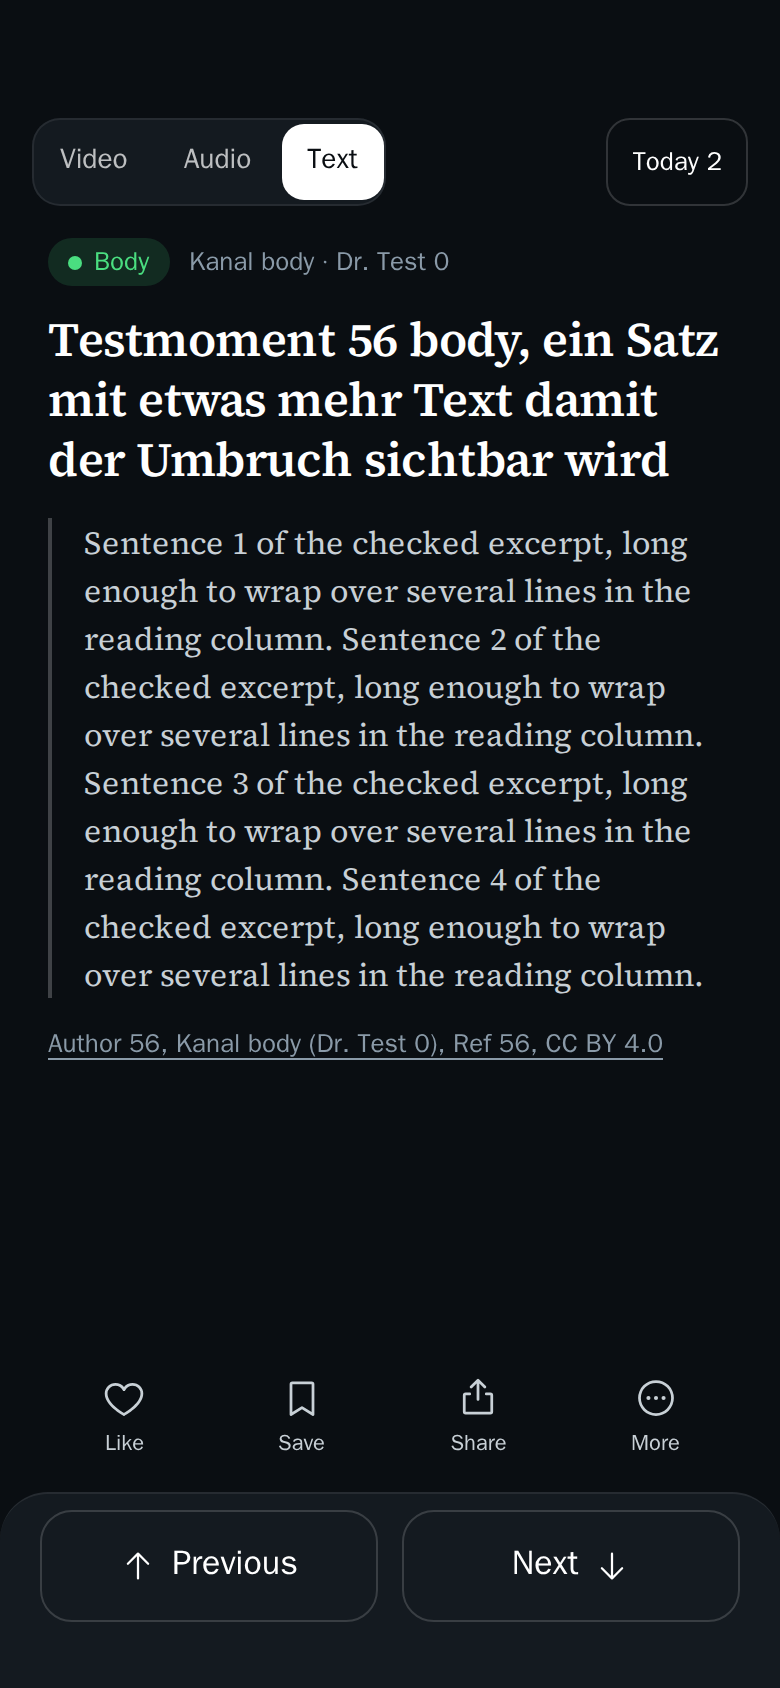 Video Audio Text Today 2
Body Kanal body · Dr. Test 0
Testmoment 56 body, ein Satz
mit etwas mehr Text damit
der Umbruch sichtbar wird
Sentence 1 of the checked excerpt, long
enough to wrap over several lines in the
reading column. Sentence 2 of the
checked excerpt, long enough to wrap
over several lines in the reading column.
Sentence 3 of the checked excerpt, long
enough to wrap over several lines in the
reading column. Sentence 4 of the
checked excerpt, long enough to wrap
over several lines in the reading column.
Author 56, Kanal body (Dr. Test 0), Ref 56, CC BY 4.0
Like Save Share More
↑ Previous Next ↓